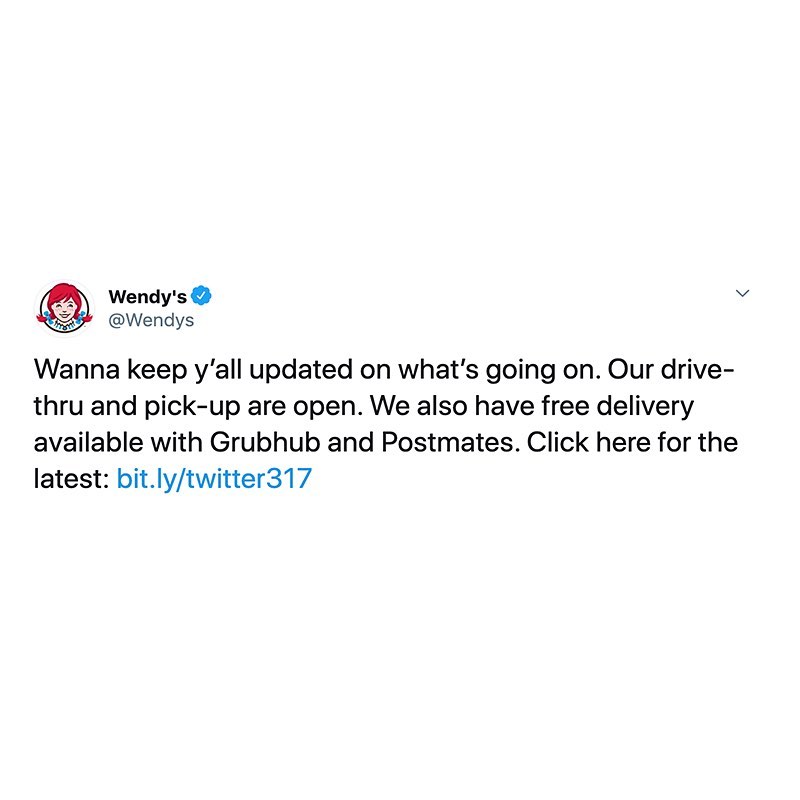 Wendy's
@Wendys
Wanna keep y’all updated on what’s going on. Our drive-
thru and pick-up are open. We also have free delivery
available with Grubhub and Postmates. Click here for the
latest: bit.ly/twitter317